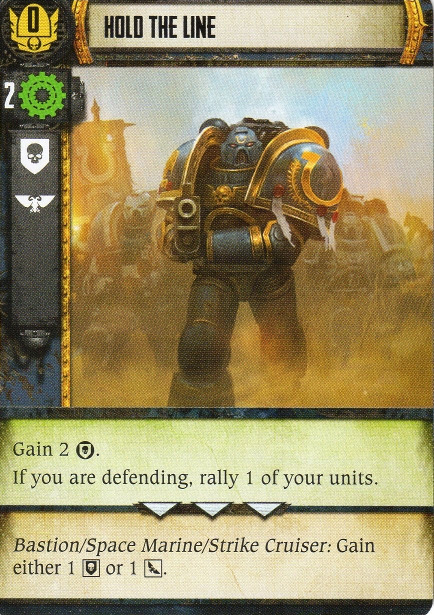 0
HOLD THE LINE
2
Gain 2 .
If you are defending, rally 1 of your units.
Bastion/Space Marine/Strike Cruiser: Gain
either 1 or 1 .